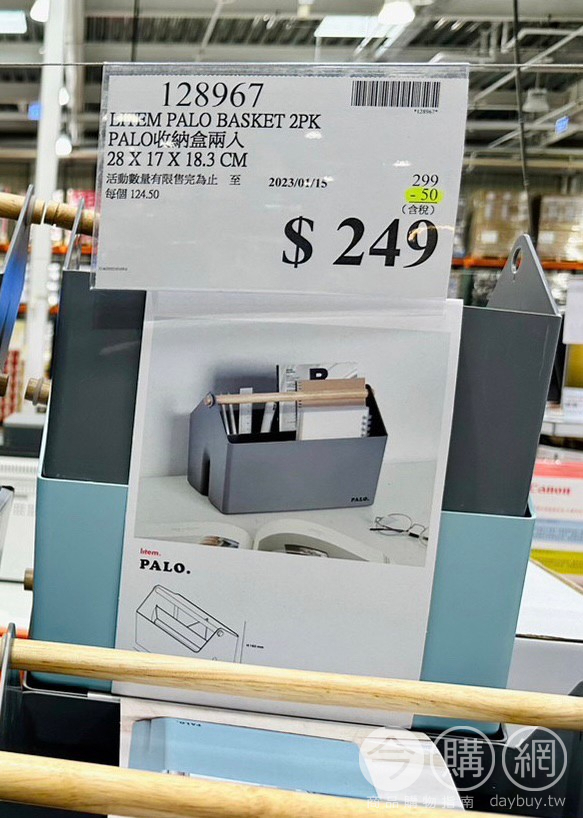 128967
*128967*
LITEM PALO BASKET 2PK
PALO收納盒兩入
28 X 17 X 18.3 CM
活動數量有限售完為止 至 2023/01/15
每個 124.50
299
- 50
(含稅)
$ 249
PALO.
litem.
PALO.
Canon
今購網
daybuy.tw